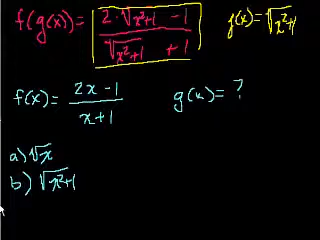 f(g(x)) = (2·√(x²+1) - 1)/(√(x²+1) + 1) g(x) = √(x²+1)
f(x) = (2x-1)/(x+1) g(x) = ?
a) √x
b) √(x²+1)